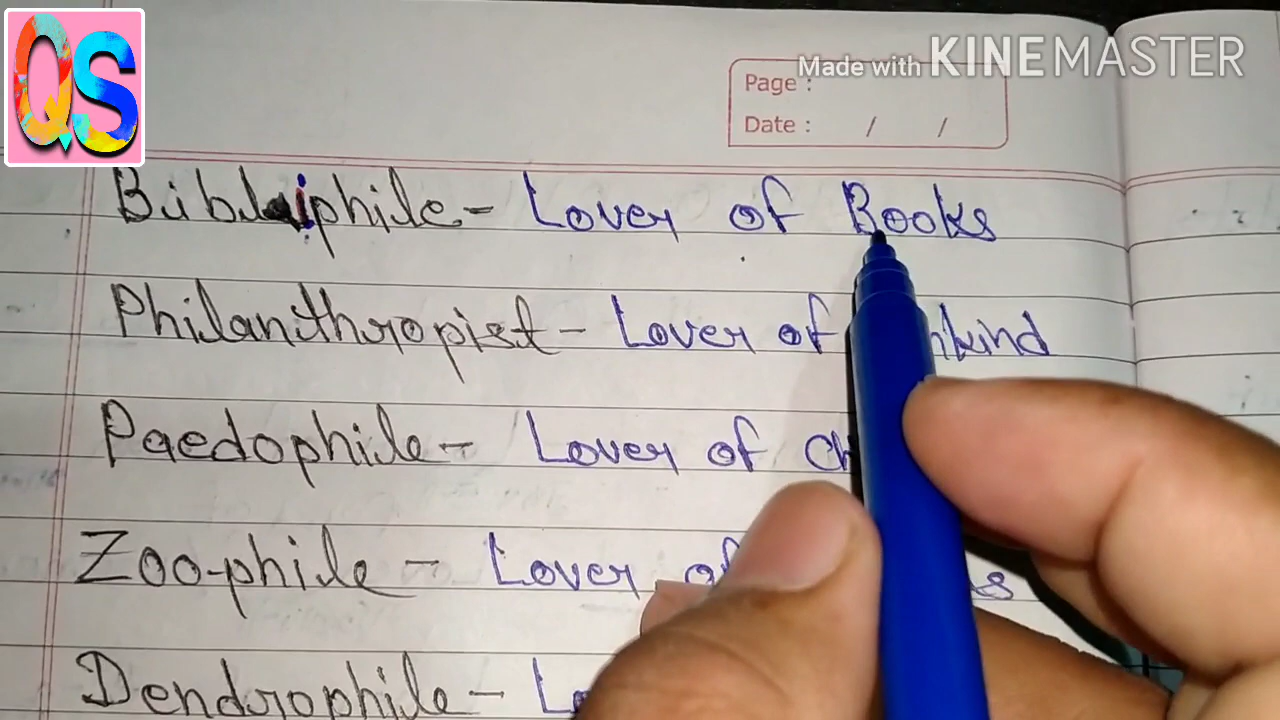 QS
Made with KINEMASTER
Page :
Date : / /
Bibliphile - Lover of Books
Philanthropist - Lover of
Paedophile - Lover of
Zoo-phile - Lover
Dendrophile -